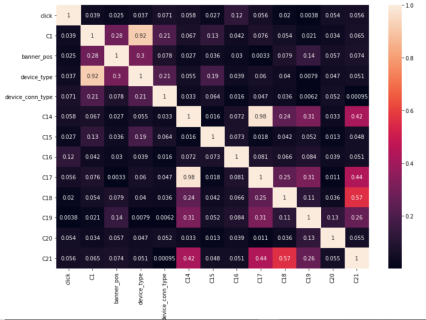 click 1 0.039 0.025 0.037 0.071 0.058 0.027 0.12 0.056 0.02 0.0038 0.054 0.056
C1 0.039 1 0.28 0.92 0.21 0.067 0.13 0.042 0.076 0.054 0.021 0.034 0.065
banner_pos 0.025 0.28 1 0.3 0.078 0.027 0.036 0.03 0.0033 0.079 0.14 0.057 0.074
device_type 0.037 0.92 0.3 1 0.21 0.055 0.19 0.039 0.06 0.04 0.0079 0.047 0.051
device_conn_type 0.071 0.21 0.078 0.21 1 0.033 0.064 0.016 0.047 0.036 0.0062 0.052 0.00095
C14 0.058 0.067 0.027 0.055 0.033 1 0.016 0.072 0.98 0.24 0.31 0.033 0.42
C15 0.027 0.13 0.036 0.19 0.064 0.016 1 0.073 0.018 0.042 0.052 0.013 0.048
C16 0.12 0.042 0.03 0.039 0.016 0.072 0.073 1 0.081 0.066 0.084 0.039 0.051
C17 0.056 0.076 0.0033 0.06 0.047 0.98 0.018 0.081 1 0.25 0.31 0.011 0.44
C18 0.02 0.054 0.079 0.04 0.036 0.24 0.042 0.066 0.25 1 0.11 0.036 0.57
C19 0.0038 0.021 0.14 0.0079 0.0062 0.31 0.052 0.084 0.31 0.11 1 0.13 0.26
C20 0.054 0.034 0.057 0.047 0.052 0.033 0.013 0.039 0.011 0.036 0.13 1 0.055
C21 0.056 0.065 0.074 0.051 0.00095 0.42 0.048 0.051 0.44 0.57 0.26 0.055 1
click C1 banner_pos device_type device_conn_type C14 C15 C16 C17 C18 C19 C20 C21
1.0
0.8
0.6
0.4
0.2